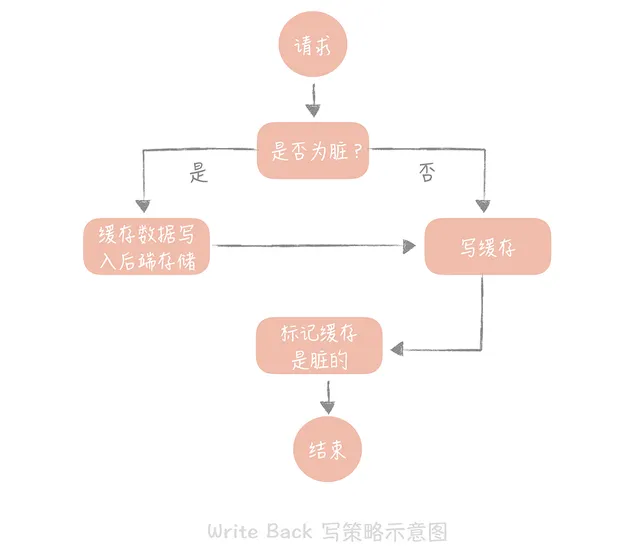 请求
是否为脏？
是
否
缓存数据写
入后端存储
写缓存
标记缓存
是脏的
结束
Write Back 写策略示意图